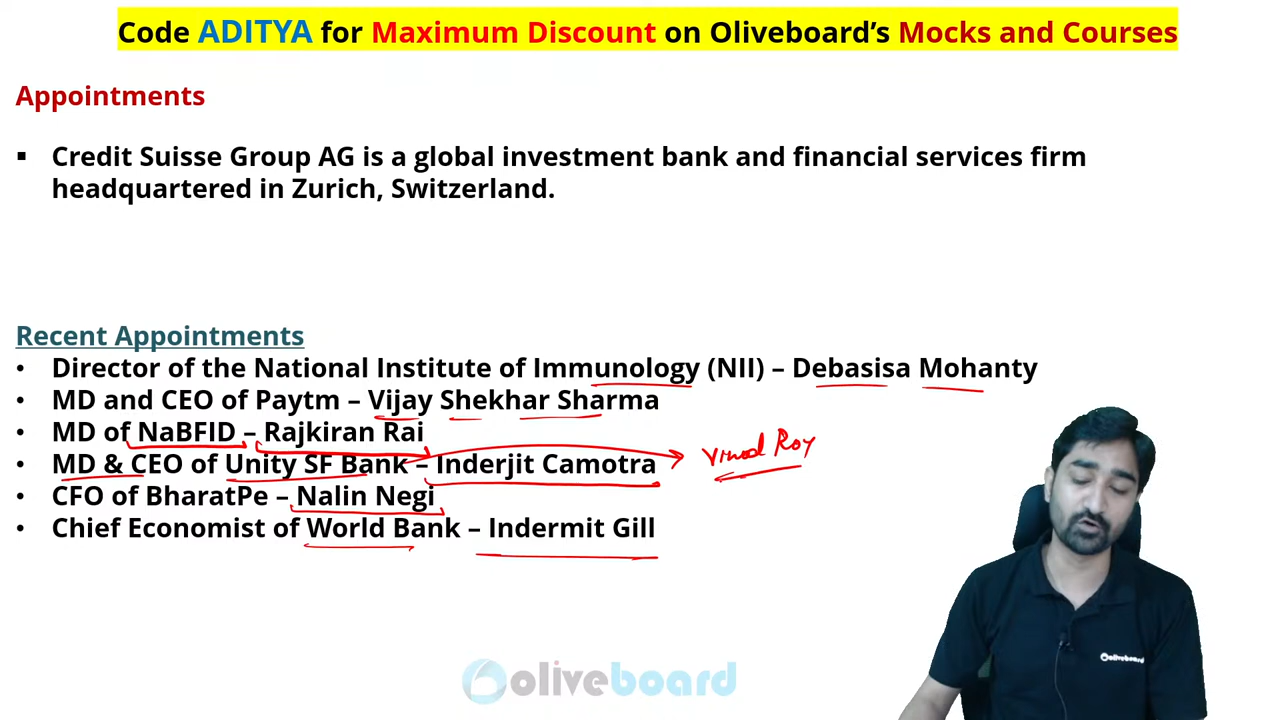 Code ADITYA for Maximum Discount on Oliveboard’s Mocks and Courses
Appointments
▪ Credit Suisse Group AG is a global investment bank and financial services firm
headquartered in Zurich, Switzerland.
Recent Appointments
• Director of the National Institute of Immunology (NII) – Debasisa Mohanty
• MD and CEO of Paytm – Vijay Shekhar Sharma
• MD of NaBFID – Rajkiran Rai
• MD & CEO of Unity SF Bank – Inderjit Camotra
Vinod Roy
• CFO of BharatPe – Nalin Negi
• Chief Economist of World Bank – Indermit Gill
oliveboard
oliveboard